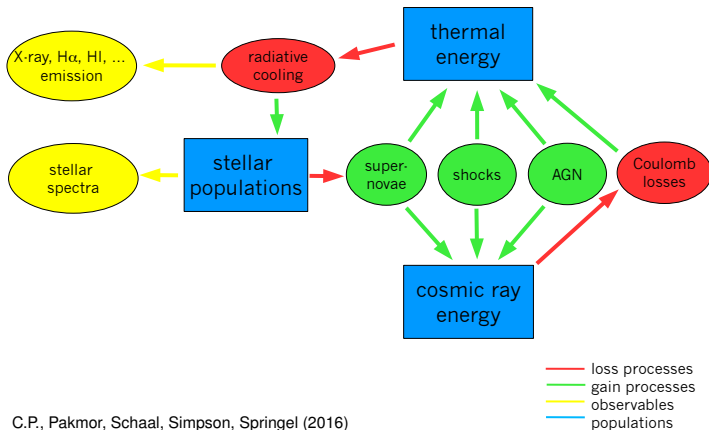 X-ray, Hα, HI, ...
emission
radiative
cooling
thermal
energy
stellar
spectra
stellar
populations
super-
novae
shocks
AGN
Coulomb
losses
cosmic ray
energy
loss processes
gain processes
observables
populations
C.P., Pakmor, Schaal, Simpson, Springel (2016)